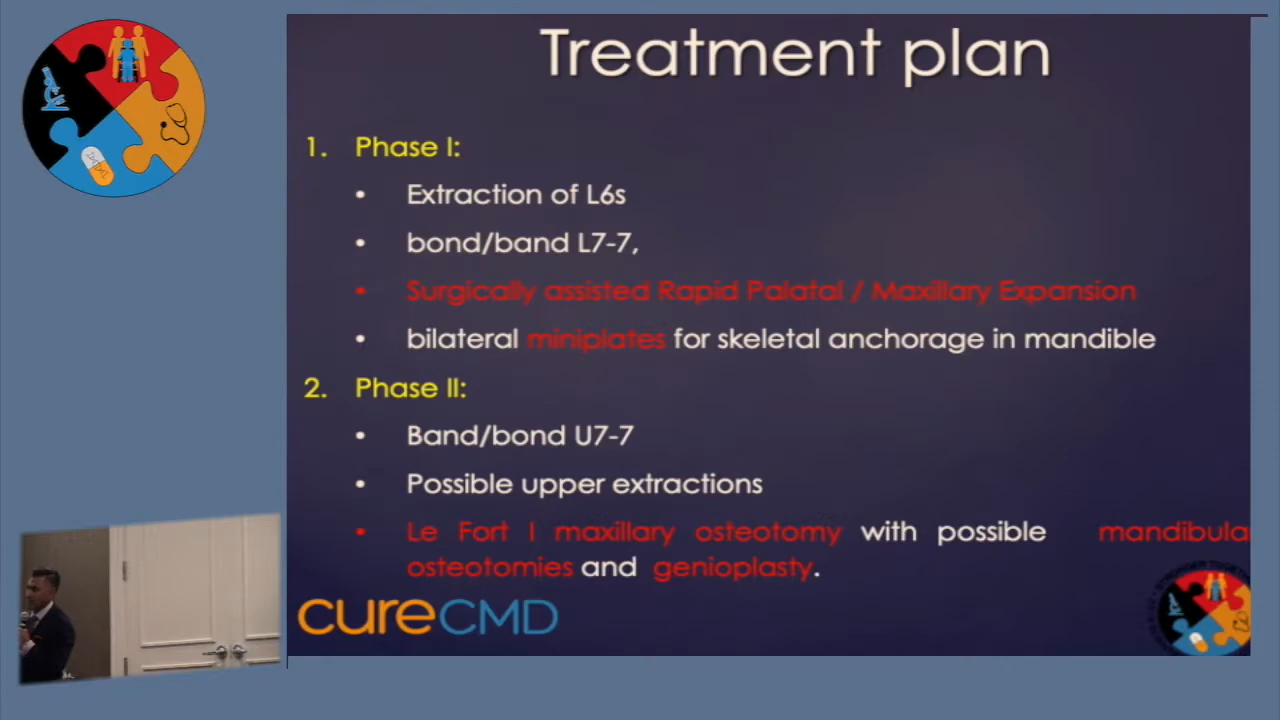 Treatment plan
1. Phase I:
• Extraction of L6s
• bond/band L7-7,
• Surgically assisted Rapid Palatal / Maxillary Expansion
• bilateral miniplates for skeletal anchorage in mandible
2. Phase II:
• Band/bond U7-7
• Possible upper extractions
• Le Fort I maxillary osteotomy with possible mandibula
osteotomies and genioplasty.
cureCMD